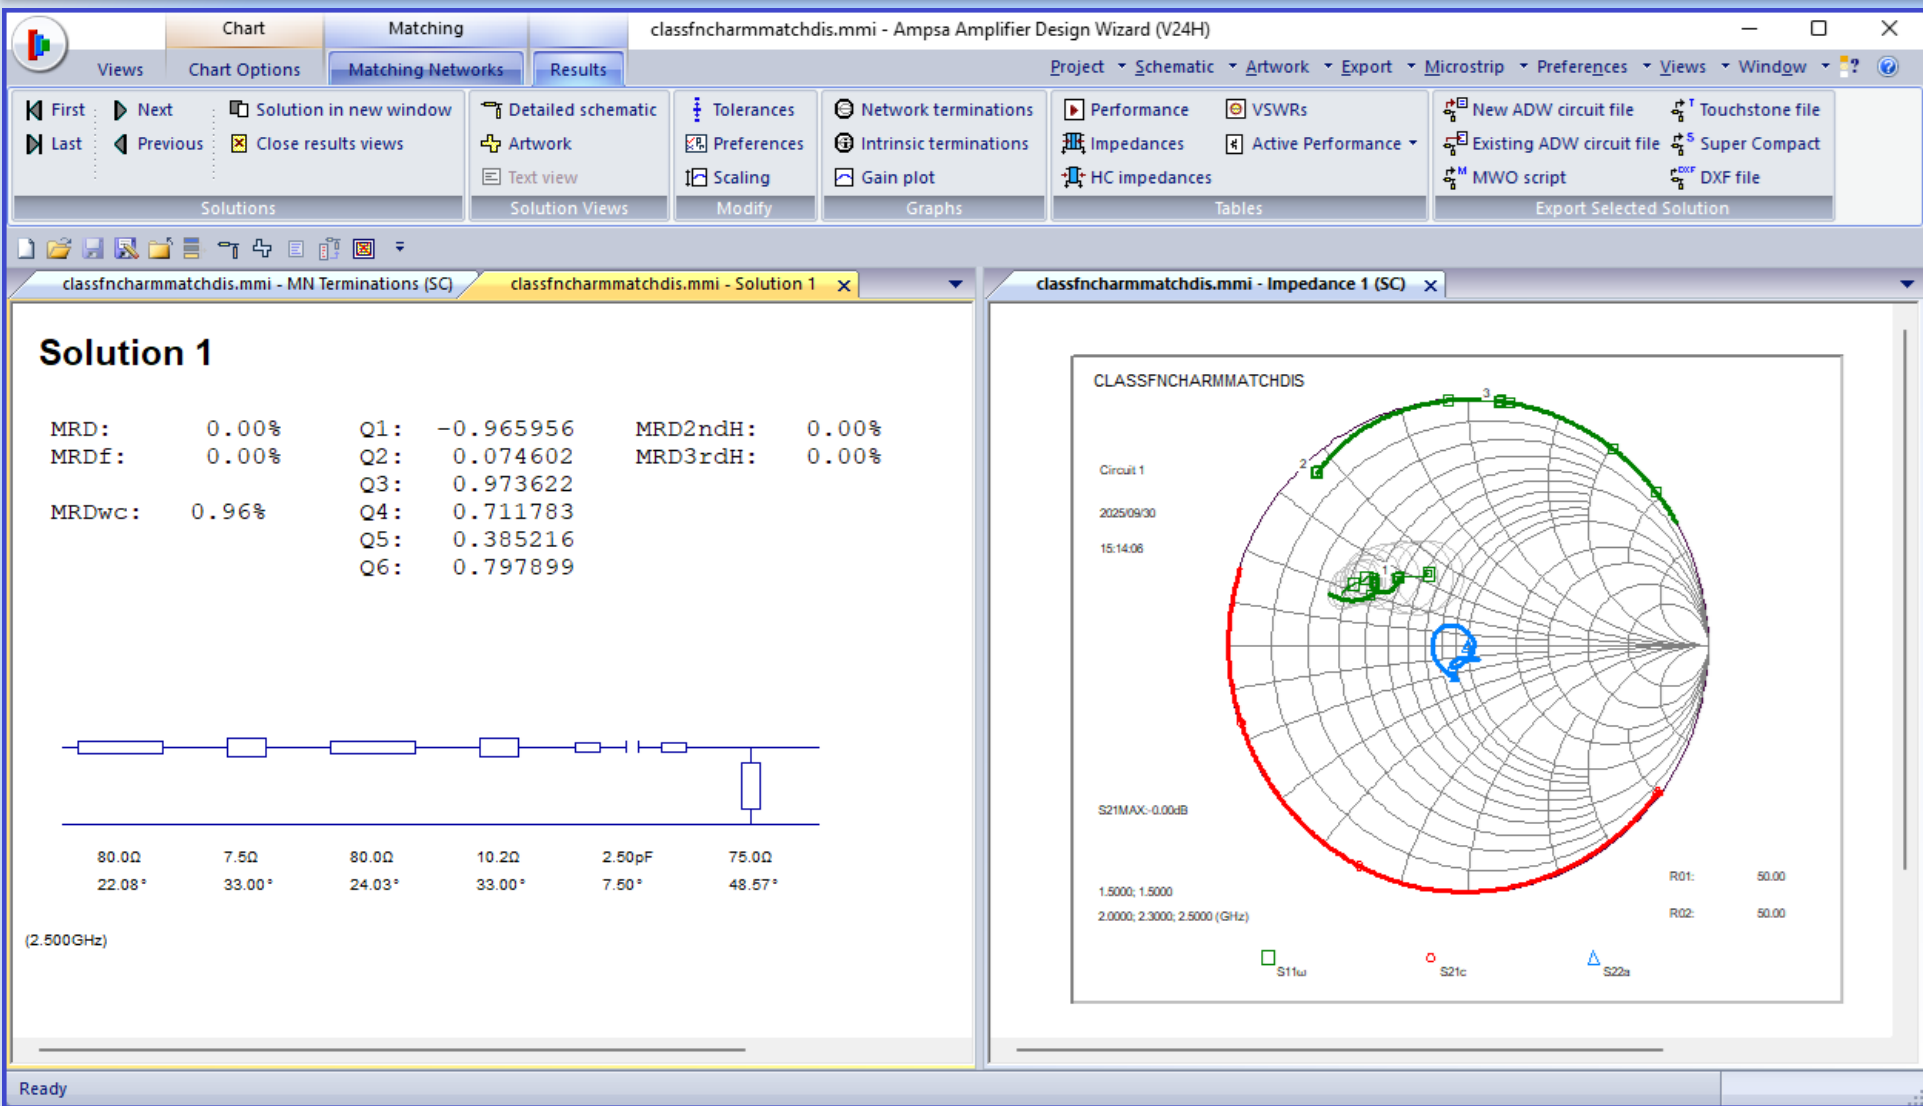 Chart Matching classfncharmmatchdis.mmi - Ampsa Amplifier Design Wizard (V24H)
Views Chart Options Matching Networks Results Project Schematic Artwork Export Microstrip Preferences Views Window ?
First Next Solution in new window Detailed schematic Tolerances Network terminations Performance VSWRs New ADW circuit file Touchstone file
Last Previous Close results views Artwork Preferences Intrinsic terminations Impedances Active Performance Existing ADW circuit file Super Compact
Text view Scaling Gain plot HC impedances MWO script DXF file
Solutions Solution Views Modify Graphs Tables Export Selected Solution
classfncharmmatchdis.mmi - MN Terminations (SC) classfncharmmatchdis.mmi - Solution 1
Solution 1
MRD: 0.00% Q1: -0.965956 MRD2ndH: 0.00%
MRDf: 0.00% Q2: 0.074602 MRD3rdH: 0.00%
Q3: 0.973622
MRDwc: 0.96% Q4: 0.711783
Q5: 0.385216
Q6: 0.797899
80.0Ω 7.5Ω 80.0Ω 10.2Ω 2.50pF 75.0Ω
22.08° 33.00° 24.03° 33.00° 7.50° 48.57°
(2.500GHz)
classfncharmmatchdis.mmi - Impedance 1 (SC)
CLASSFNCHARMMATCHDIS
3
2
Circuit 1
2025/09/30
15:14:06
1
S21MAX:-0.00dB
R01: 50.00
1.5000; 1.5000
2.0000; 2.3000; 2.5000 (GHz)
R02: 50.00
S11ω S21c S22a
Ready